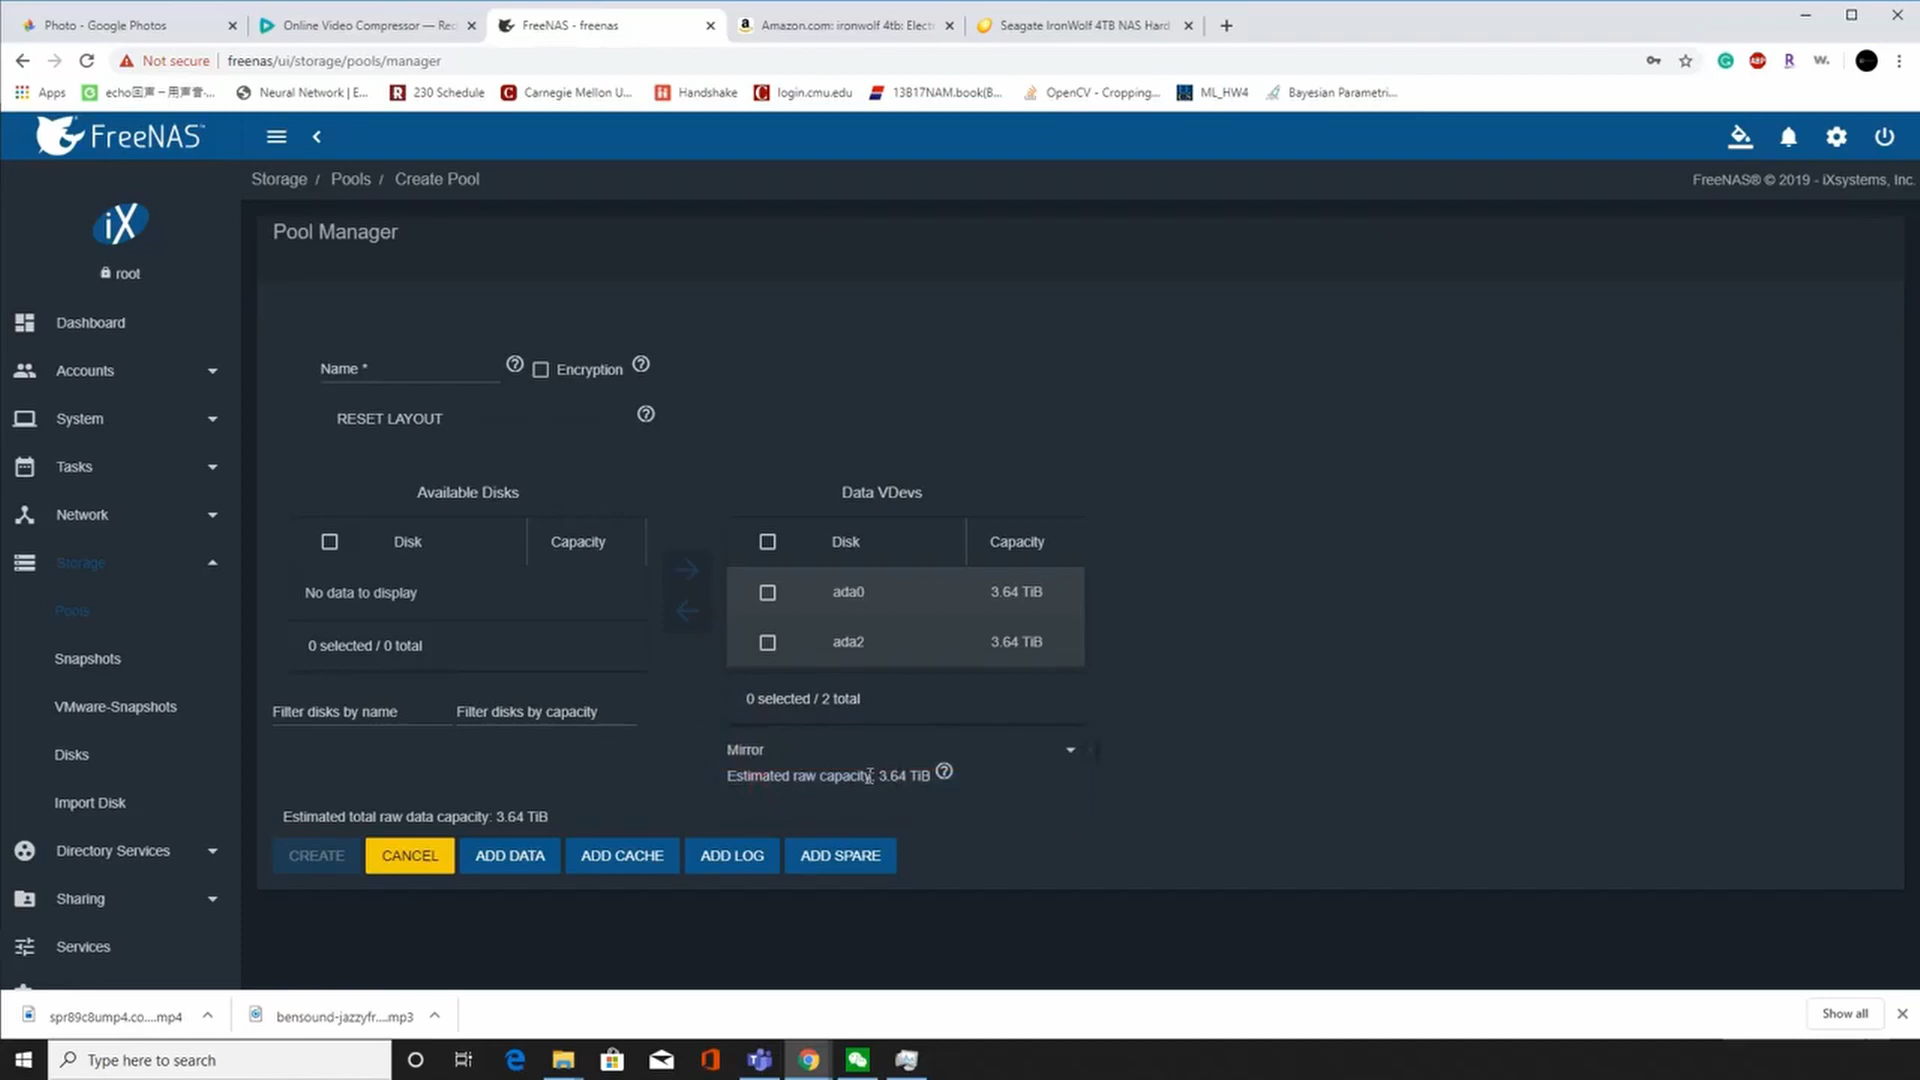 Photo - Google Photos
Online Video Compressor — Red
FreeNAS - freenas
Amazon.com: ironwolf 4tb: Electr
Seagate IronWolf 4TB NAS Hard
Not secure
freenas/ui/storage/pools/manager
ABP
R
W.
Apps
echo回声 – 用声音·...
Neural Network | E...
230 Schedule
Carnegie Mellon U...
Handshake
login.cmu.edu
13B17NAM.book(B...
OpenCV - Cropping...
ML_HW4
Bayesian Parametri...
FreeNAS™
Storage / Pools / Create Pool
FreeNAS® © 2019 - iXsystems, Inc.
iX
root
Dashboard
Accounts
System
Tasks
Network
Storage
Pools
Snapshots
VMware-Snapshots
Disks
Import Disk
Directory Services
Sharing
Services
Pool Manager
Name *
Encryption
RESET LAYOUT
Available Disks
Disk Capacity
No data to display
0 selected / 0 total
Filter disks by name Filter disks by capacity
Data VDevs
Disk Capacity
ada0 3.64 TiB
ada2 3.64 TiB
0 selected / 2 total
Mirror
Estimated raw capacity: 3.64 TiB
Estimated total raw data capacity: 3.64 TiB
CREATE CANCEL ADD DATA ADD CACHE ADD LOG ADD SPARE
spr89c8ump4.co....mp4
bensound-jazzyfr....mp3
Show all
Type here to search